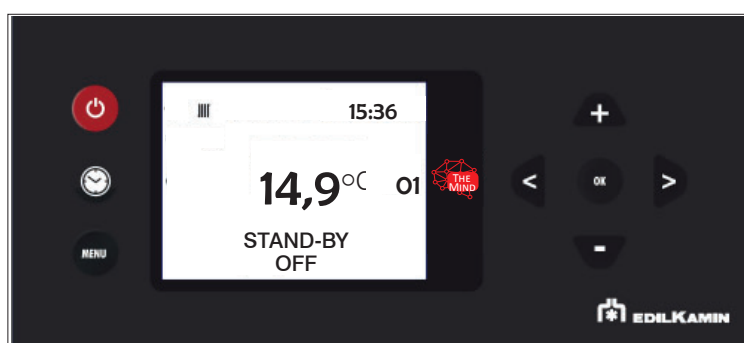 15:36
14,9°C 01
THE MIND
STAND-BY
OFF
MENU
+
< OK >
-
EDILKAMIN